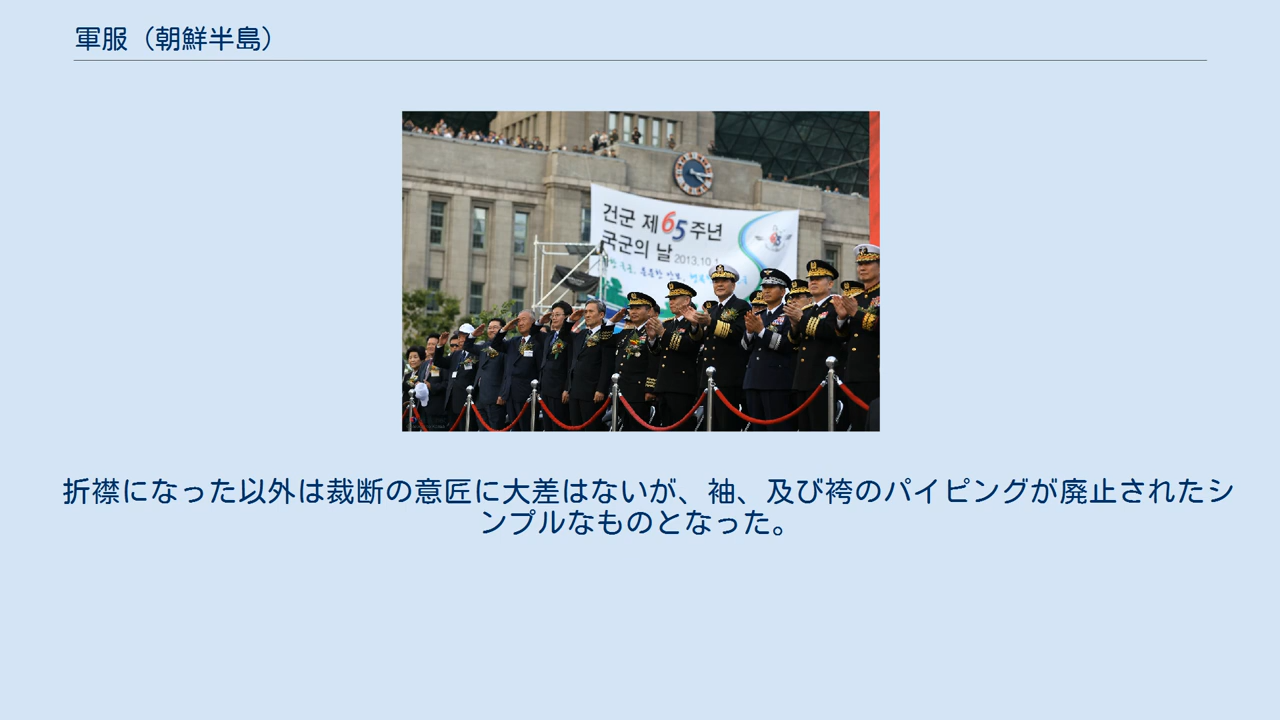 軍服（朝鮮半島）
건군 제65주년
국군의 날 2013.10.1
折襟になった以外は裁断の意匠に大差はないが、袖、及び袴のパイピングが廃止されたシ
ンプルなものとなった。